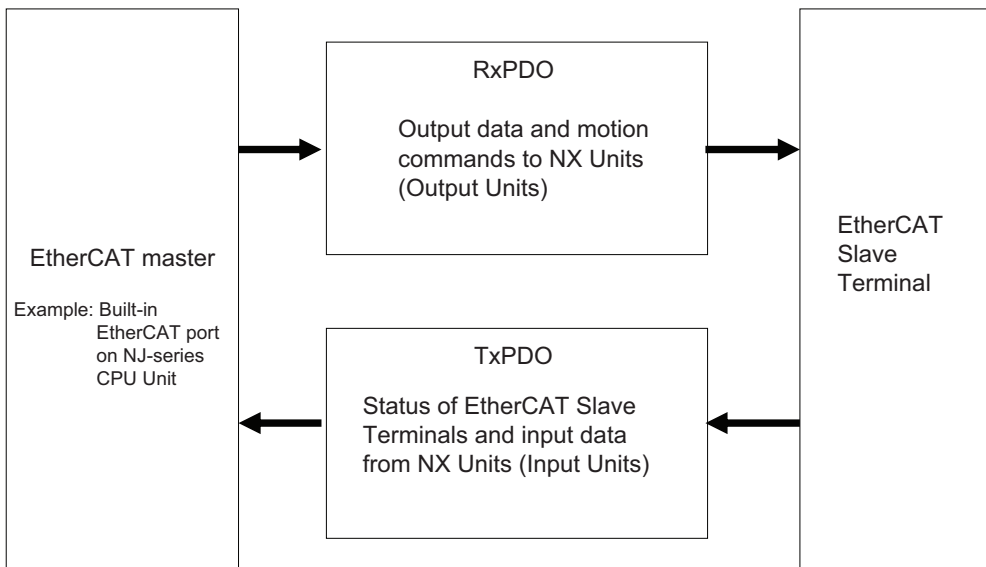 EtherCAT master
Example: Built-in
EtherCAT port
on NJ-series
CPU Unit
RxPDO
Output data and motion
commands to NX Units
(Output Units)
TxPDO
Status of EtherCAT Slave
Terminals and input data
from NX Units (Input Units)
EtherCAT
Slave
Terminal